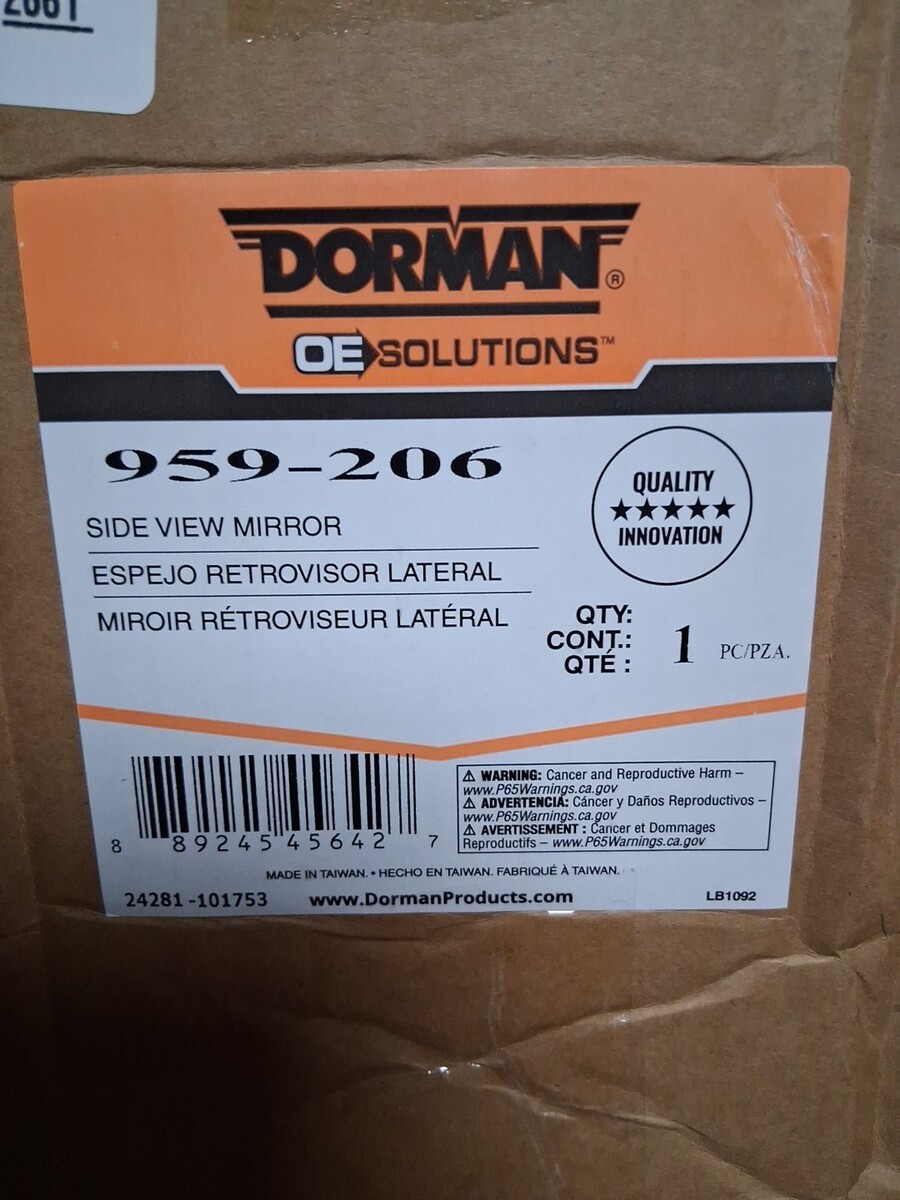 DORMAN®
OE SOLUTIONS™
959-206
SIDE VIEW MIRROR
ESPEJO RETROVISOR LATERAL
MIROIR RÉTROVISEUR LATÉRAL
QUALITY
★★★★★
INNOVATION
QTY:
CONT.:
QTÉ :
1 PC/PZA.
8 89245 45642 7
⚠ WARNING: Cancer and Reproductive Harm –
www.P65Warnings.ca.gov
⚠ ADVERTENCIA: Cáncer y Daños Reproductivos –
www.P65Warnings.ca.gov
⚠ AVERTISSEMENT : Cancer et Dommages
Reproductifs – www.P65Warnings.ca.gov
MADE IN TAIWAN. • HECHO EN TAIWAN. FABRIQUÉ À TAIWAN.
24281 -101753 www.DormanProducts.com LB1092